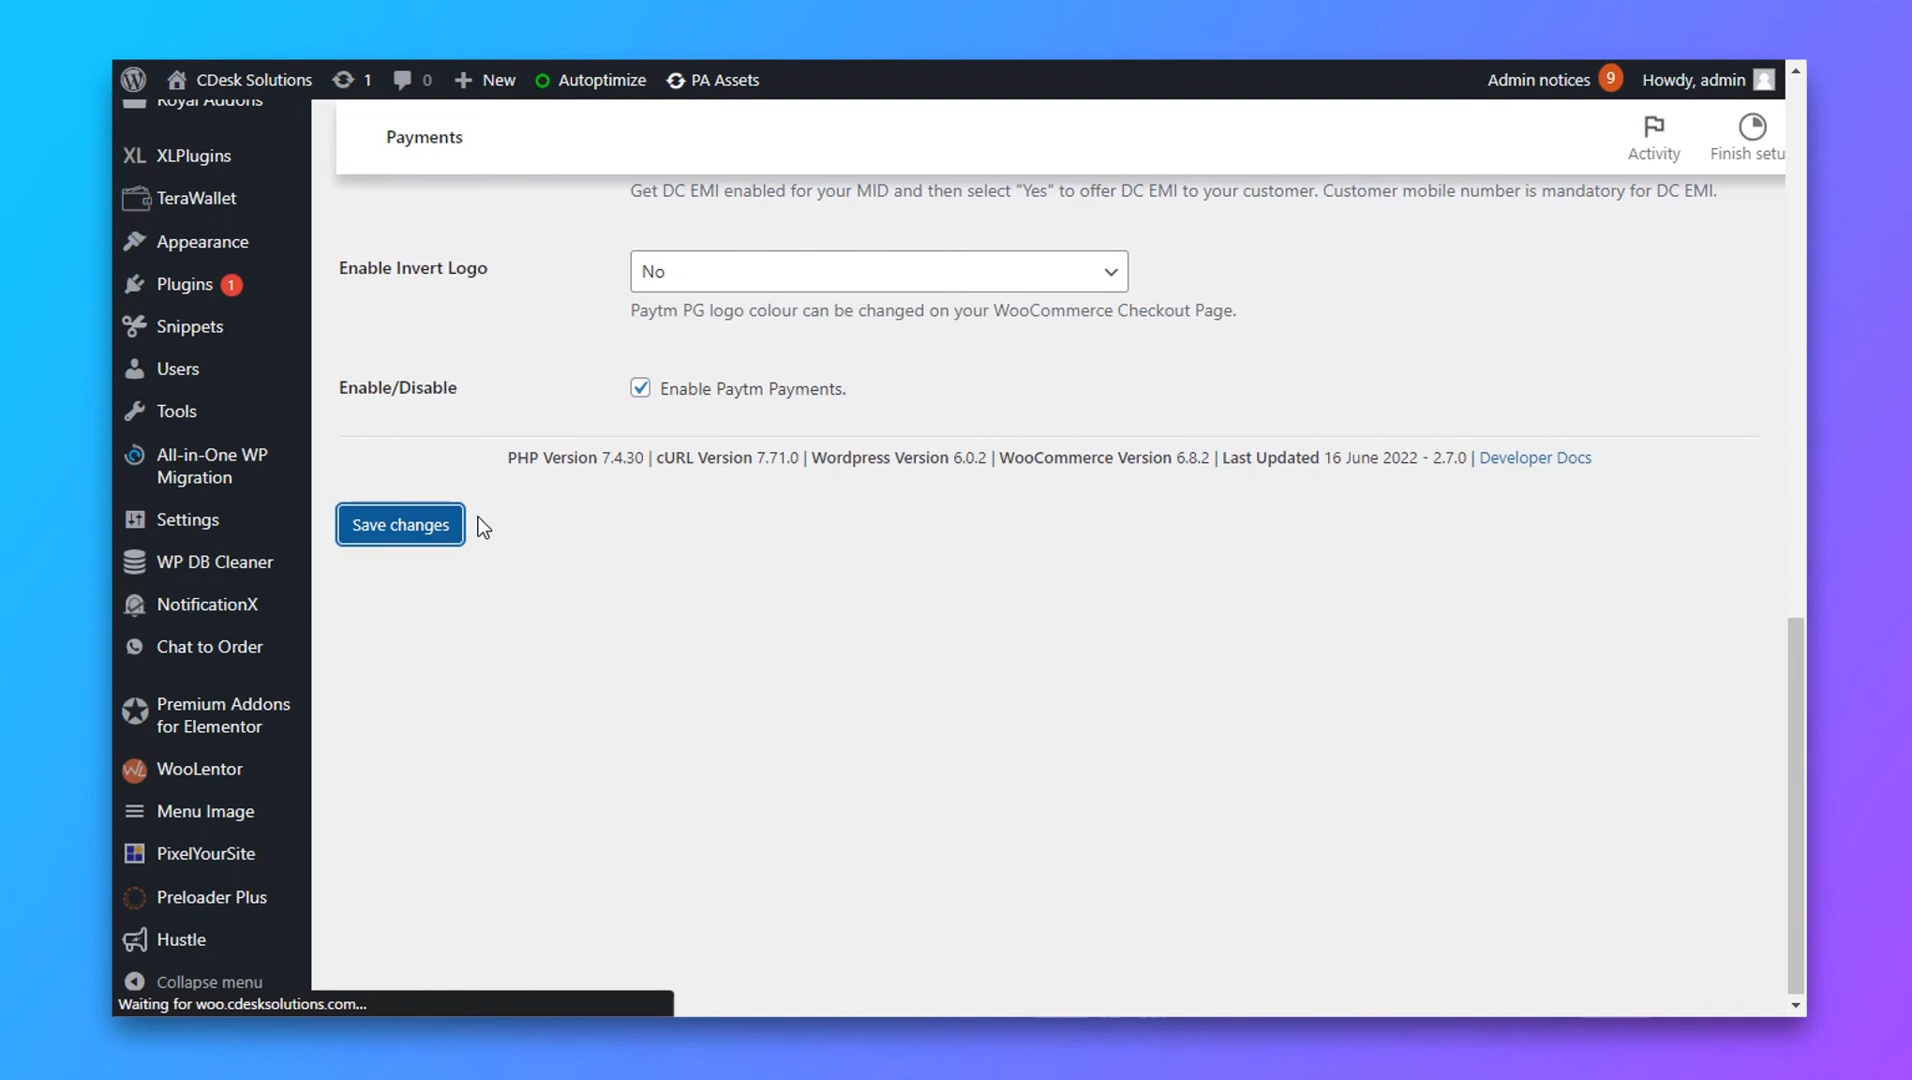 CDesk Solutions 1 0 New Autoptimize PA Assets Admin notices 9 Howdy, admin
Royal Addons
XL XLPlugins
TeraWallet
Appearance
Plugins 1
Snippets
Users
Tools
All-in-One WP
Migration
Settings
WP DB Cleaner
NotificationX
Chat to Order
Premium Addons
for Elementor
WL WooLentor
Menu Image
PixelYourSite
Preloader Plus
Hustle
Collapse menu
Waiting for woo.cdesksolutions.com...
Payments
Activity
Finish setu
Get DC EMI enabled for your MID and then select "Yes" to offer DC EMI to your customer. Customer mobile number is mandatory for DC EMI.
Enable Invert Logo
No
Paytm PG logo colour can be changed on your WooCommerce Checkout Page.
Enable/Disable
Enable Paytm Payments.
PHP Version 7.4.30 | cURL Version 7.71.0 | Wordpress Version 6.0.2 | WooCommerce Version 6.8.2 | Last Updated 16 June 2022 - 2.7.0 | Developer Docs
Save changes